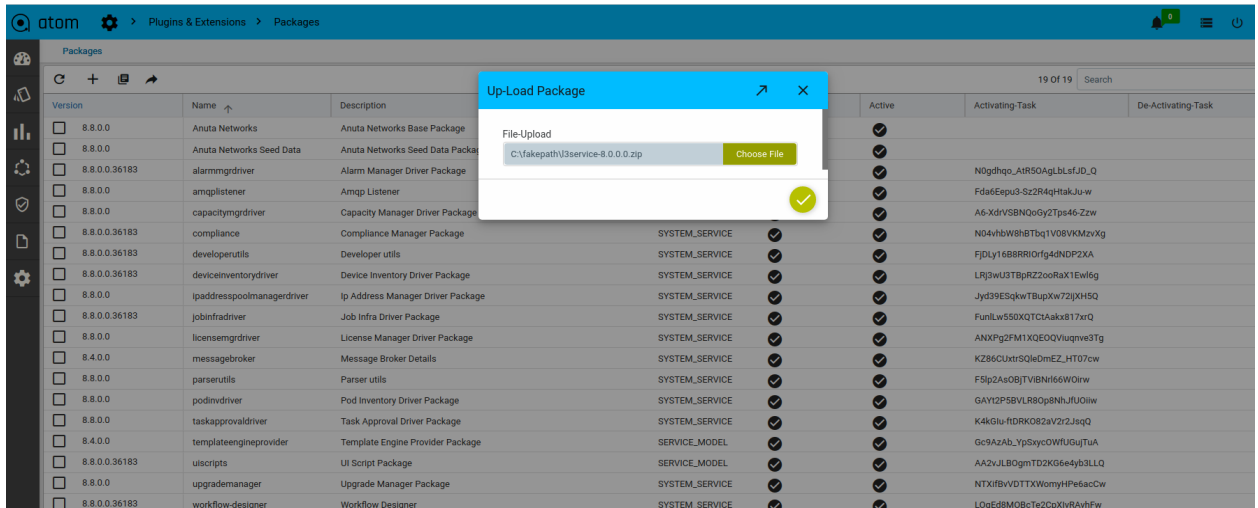 atom > Plugins & Extensions > Packages 0
Packages
19 Of 19 Search
Version Name Description Active Activating-Task De-Activating-Task
Up-Load Package
File-Upload
C:\fakepath\l3service-8.0.0.0.zip Choose File
8.8.0.0 Anuta Networks Anuta Networks Base Package
8.8.0.0 Anuta Networks Seed Data Anuta Networks Seed Data Packag
8.8.0.0.36183 alarmmgrdriver Alarm Manager Driver Package N0gdhqo_AtR5OAgLbLsfJD_Q
8.8.0.0 amqplistener Amqp Listener Fda6Eepu3-Sz2R4qHtakJu-w
8.8.0.0 capacitymgrdriver Capacity Manager Driver Package A6-XdrVSBNQoGy2Tps46-Zzw
8.8.0.0.36183 compliance Compliance Manager Package SYSTEM_SERVICE N04vhbW8hBTbq1V08VKMzvXg
8.8.0.0.36183 developerutils Developer utils SYSTEM_SERVICE FjDLy16B8RRIOrfg4dNDP2XA
8.8.0.0.36183 deviceinventorydriver Device Inventory Driver Package SYSTEM_SERVICE LRj3wU3TBpRZ2ooRaX1Ewl6g
8.8.0.0 ipaddresspoolmanagerdriver Ip Address Manager Driver Package SYSTEM_SERVICE Jyd39ESqkwTBupXw72IjXH5Q
8.8.0.0.36183 jobinfradriver Job Infra Driver Package SYSTEM_SERVICE FunlLw550XQTCtAakx817xrQ
8.8.0.0 licensemgrdriver License Manager Driver Package SYSTEM_SERVICE ANXPg2FM1XQEOQViuqnve3Tg
8.4.0.0 messagebroker Message Broker Details SYSTEM_SERVICE KZ86CUxtrSQleDmEZ_HT07cw
8.8.0.0 parserutils Parser utils SYSTEM_SERVICE F5lp2AsOBjTViBNrl66WOirw
8.8.0.0 podinvdriver Pod Inventory Driver Package SYSTEM_SERVICE GAYt2P5BVLR8Op8NhJfUOiiw
8.8.0.0 taskapprovaldriver Task Approval Driver Package SYSTEM_SERVICE K4kGIu-ftDRKO82aV2r2JsqQ
8.4.0.0 templateengineprovider Template Engine Provider Package SERVICE_MODEL Gc9AzAb_YpSxycOWfUGujTuA
8.8.0.0.36183 uiscripts UI Script Package SERVICE_MODEL AA2vJLBOgmTD2KG6e4yb3LLQ
8.8.0.0 upgrademanager Upgrade Manager Package SYSTEM_SERVICE NTXifBvVDTTXWomyHPe6acCw
8.8.0.0.36183 workflow-designer Workflow Designer SYSTEM_SERVICE LOgEd8MOBcTe2CpXIyRAyhFw